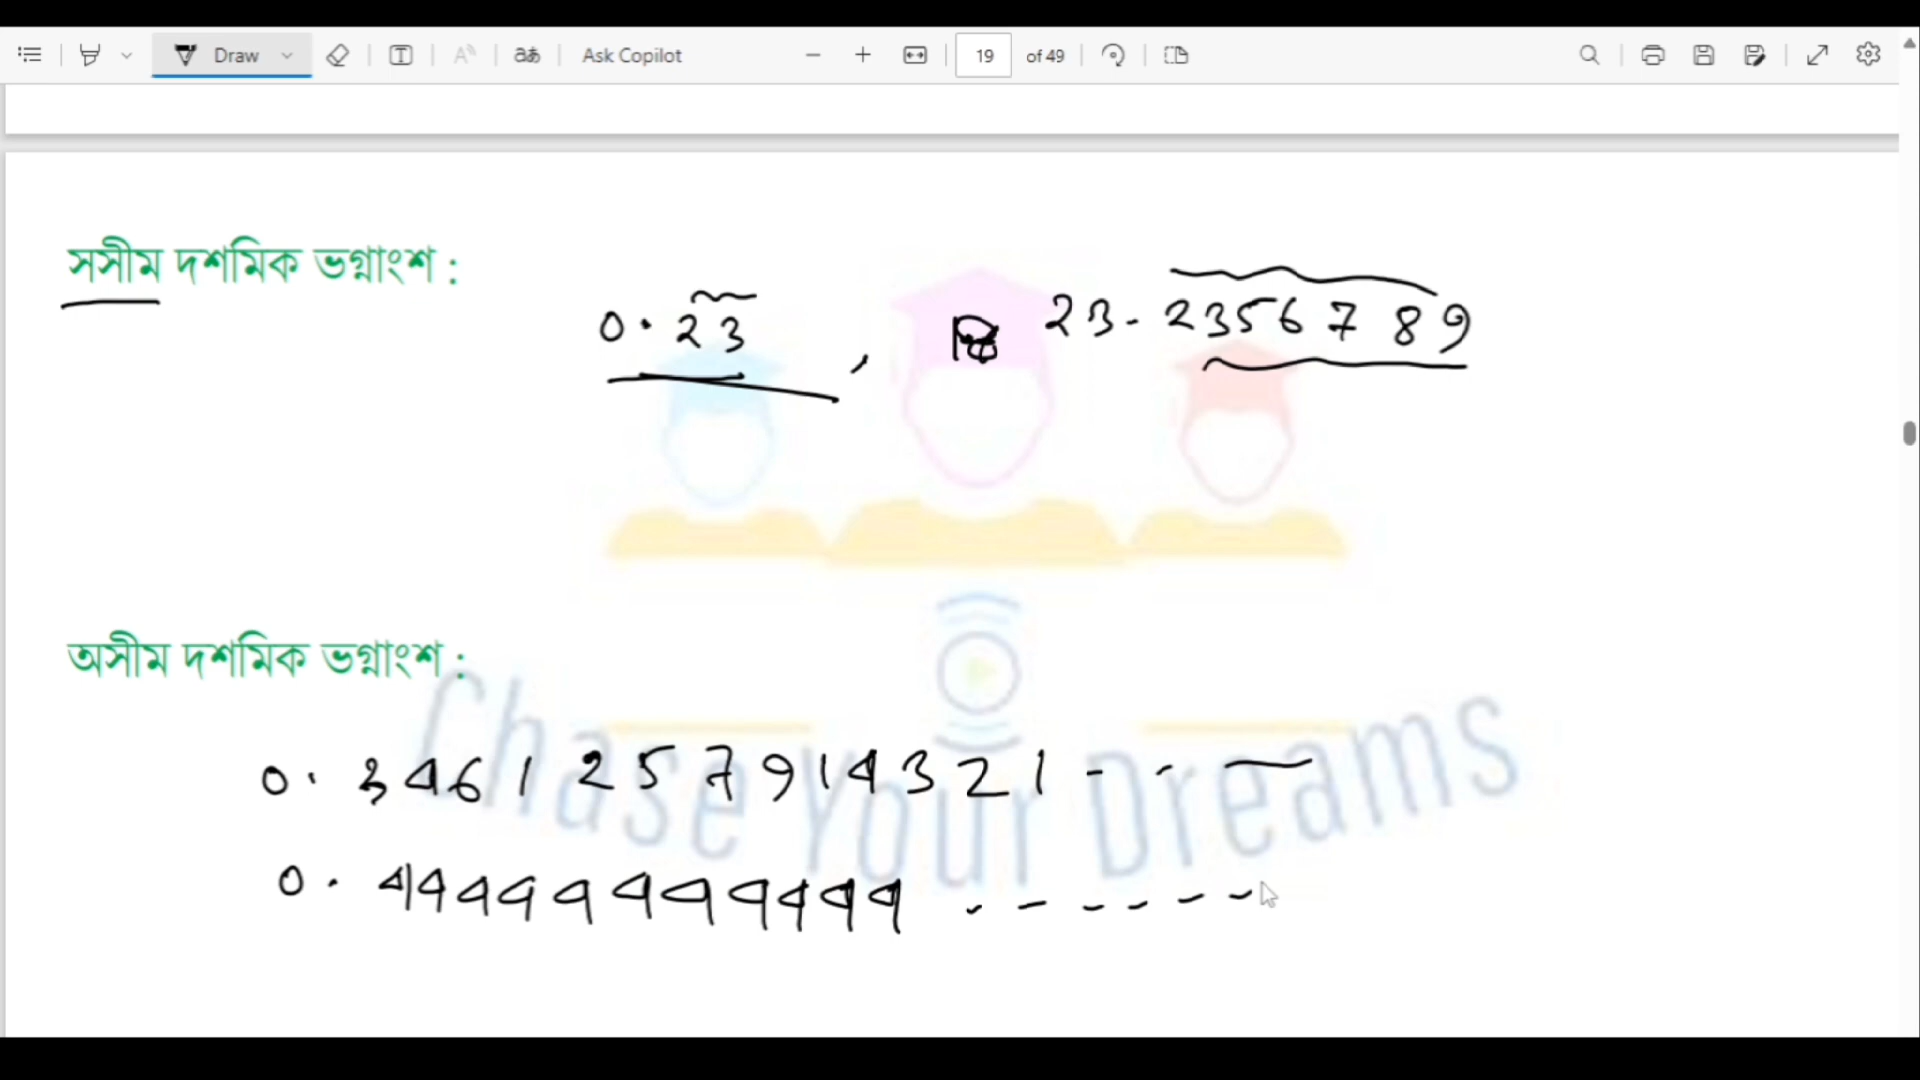 Draw Ask Copilot 19 of 49
সসীম দশমিক ভগ্নাংশ :
0.23 , 23.2356789
অসীম দশমিক ভগ্নাংশ :
0.3461257914321 - - —
0.444444444444 - - - - - -
Chase Your Dreams